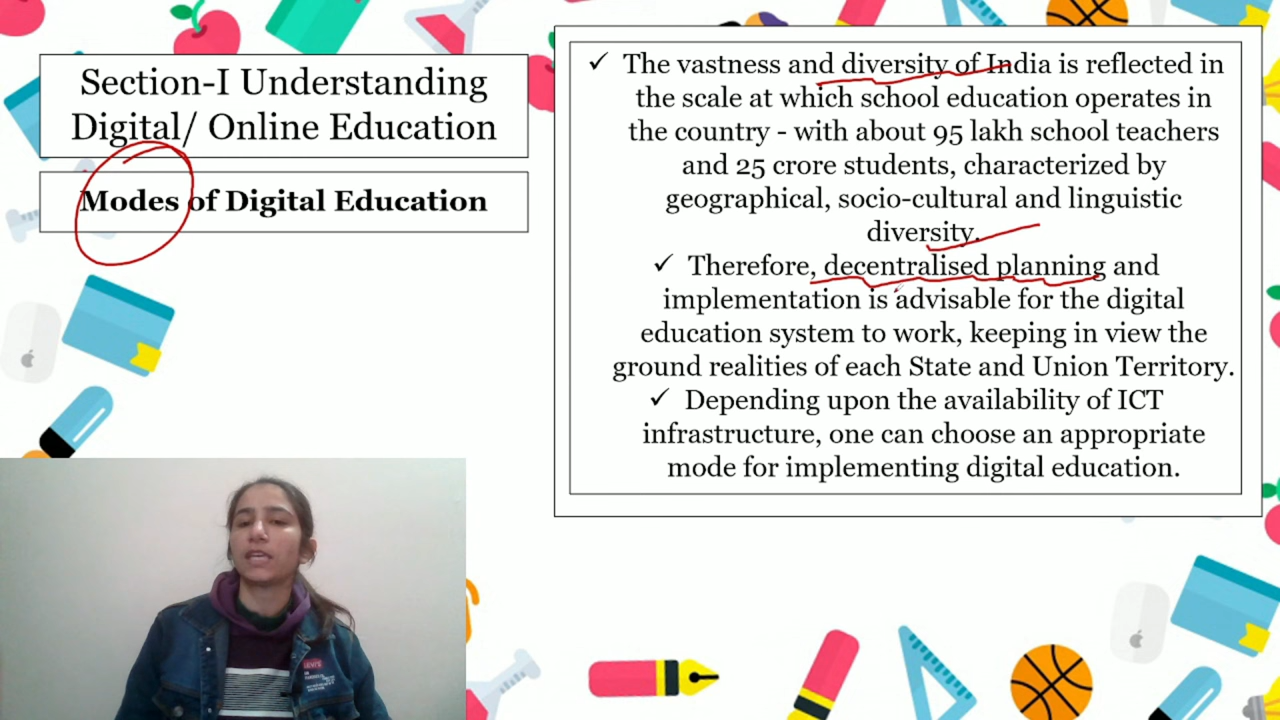 Section-I Understanding
Digital/ Online Education
Modes of Digital Education
✓ The vastness and diversity of India is reflected in
the scale at which school education operates in
the country - with about 95 lakh school teachers
and 25 crore students, characterized by
geographical, socio-cultural and linguistic
diversity.
✓ Therefore, decentralised planning and
implementation is advisable for the digital
education system to work, keeping in view the
ground realities of each State and Union Territory.
✓ Depending upon the availability of ICT
infrastructure, one can choose an appropriate
mode for implementing digital education.